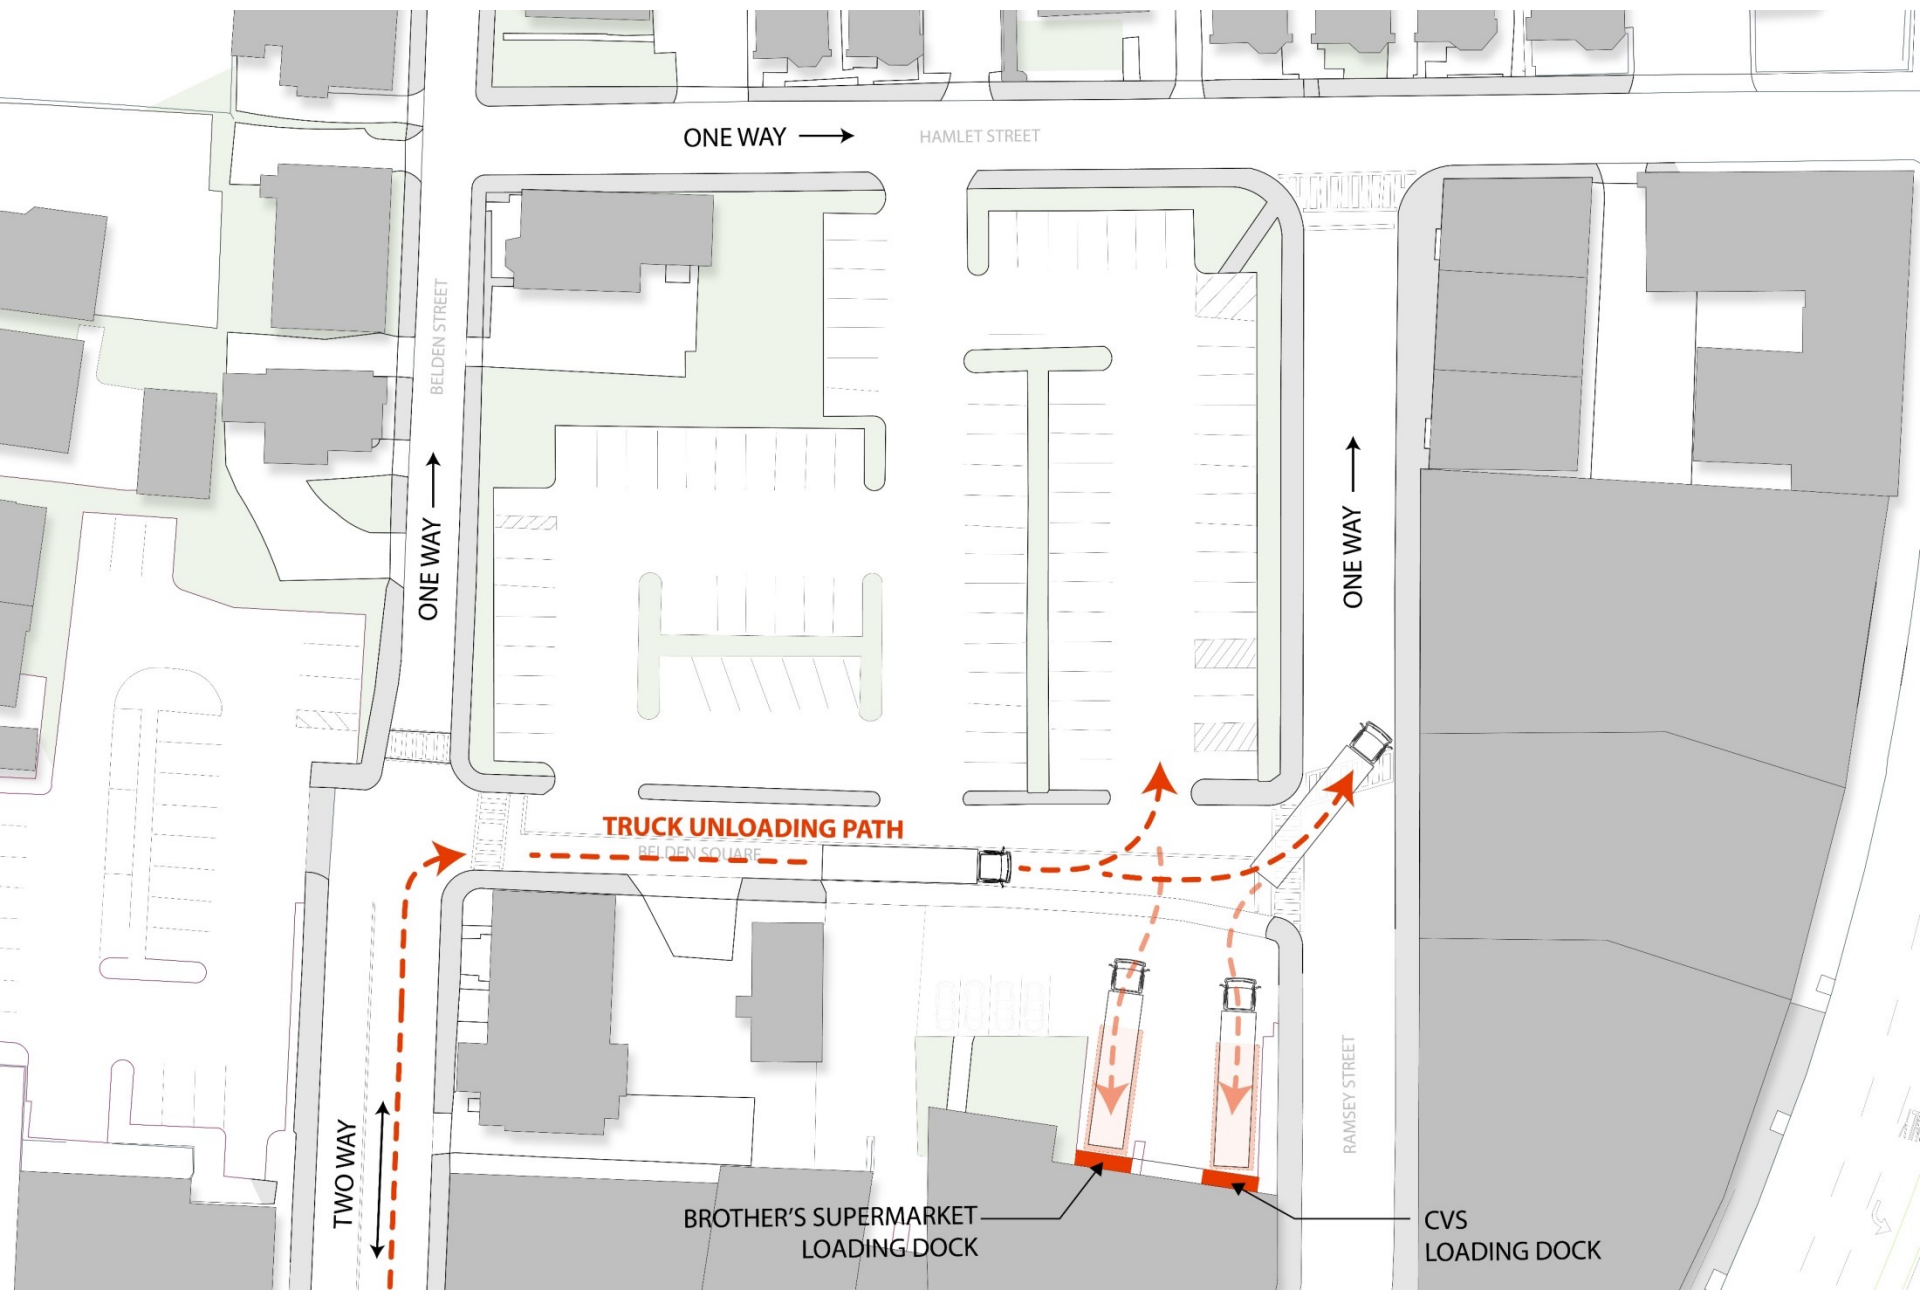 ONE WAY
HAMLET STREET
BELDEN STREET
ONE WAY
ONE WAY
TRUCK UNLOADING PATH
BELDEN SQUARE
TWO WAY
RAMSEY STREET
BROTHER'S SUPERMARKET
LOADING DOCK
CVS
LOADING DOCK